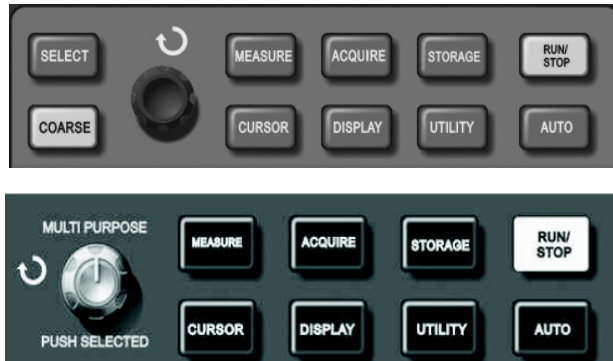 SELECT
MEASURE
ACQUIRE
STORAGE
RUN/
STOP
COARSE
CURSOR
DISPLAY
UTILITY
AUTO
MULTI PURPOSE
MEASURE
ACQUIRE
STORAGE
RUN/
STOP
PUSH SELECTED
CURSOR
DISPLAY
UTILITY
AUTO